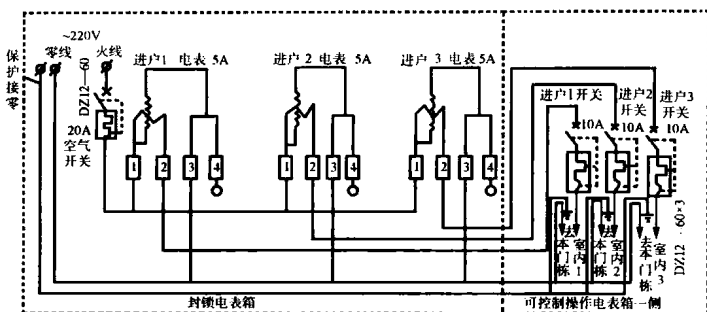 保护接零
~220V
零线
火线
DZ12—60
20A
空气
开关
进户1 电表 5A
进户 2 电表 5A
进户 3 电表 5A
1
2
3
4
1
2
3
4
1
2
3
4
进户1开关
进户2
开关
进户3
开关
10A
10A
10A
去本门栋
室内1
去本门栋
室内2
去本门栋
室内3
DZ12—60×3
封锁电表箱
可控制操作电表箱一侧